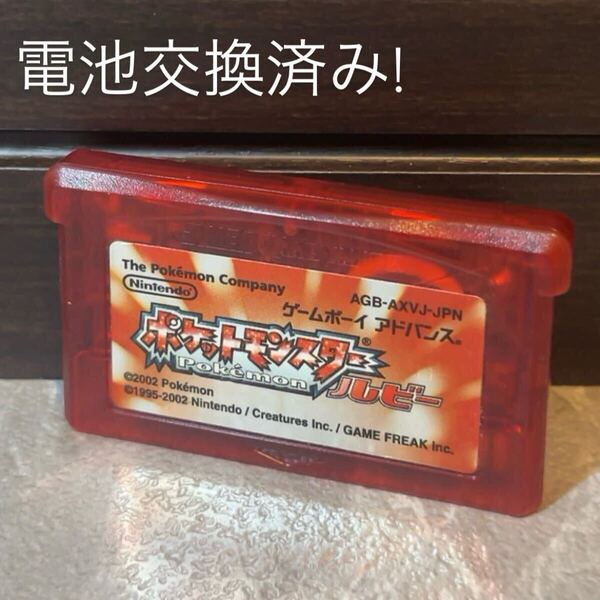 電池交換済み!
The Pokémon Company
Nintendo
AGB-AXVJ-JPN
ゲームボーイ アドバンス®
ポケットモンスター®
Pokémon ルビー
©2002 Pokémon
©1995-2002 Nintendo / Creatures Inc. / GAME FREAK Inc.